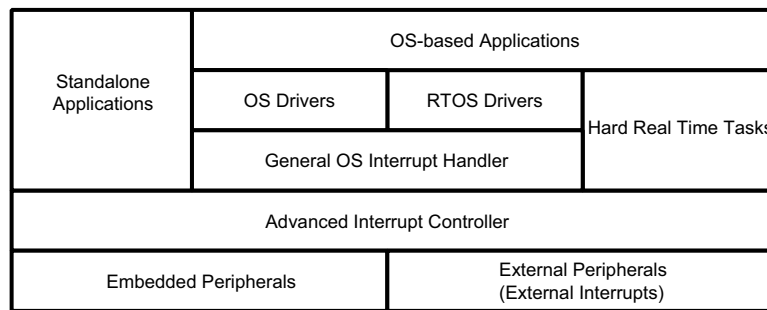 OS-based Applications
Standalone
Applications
OS Drivers
RTOS Drivers
Hard Real Time Tasks
General OS Interrupt Handler
Advanced Interrupt Controller
Embedded Peripherals
External Peripherals
(External Interrupts)